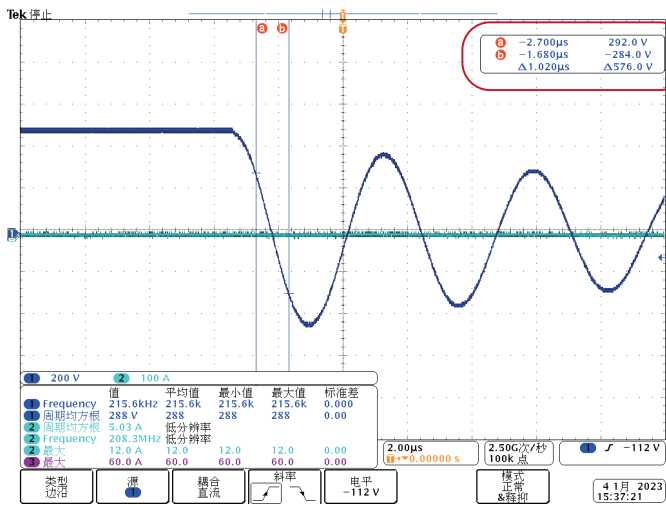 Tek 停止
a b T
T
a −2.700μs 292.0 V
b −1.680μs −284.0 V
Δ1.020μs Δ576.0 V
1
1 200 V 2 100 A
值 平均值 最小值 最大值 标准差
1 Frequency 215.6kHz 215.6k 215.6k 215.6k 0.000
1 周期均方根 288 V 288 288 288 0.00
2 周期均方根 5.03 A 低分辨率
2 Frequency 208.3MHz 低分辨率
2 最大 12.0 A 12.0 12.0 12.0 0.00
3 最大 60.0 A 60.0 60.0 60.0 0.00
2.00μs
T→▼0.00000 s
2.50G次/秒
100k 点
1 −112 V
类型
边沿
源
1
耦合
直流
斜率
电平
−112 V
模式
正常
&释抑
4 1月 2023
15:37:21